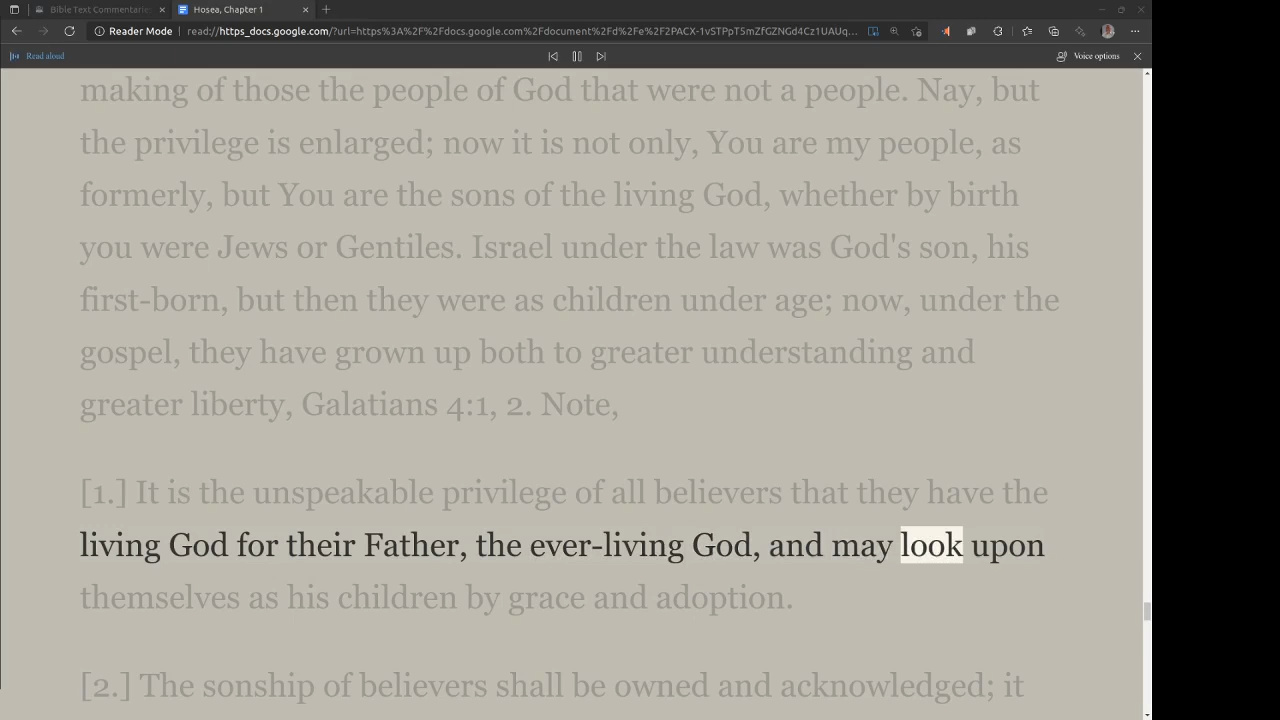 Bible Text Commentarie
Hosea, Chapter 1
Reader Mode
read://https_docs.google.com/?url=https%3A%2F%2Fdocs.google.com%2Fdocument%2Fd%2Fe%2F2PACX-1vSTPpT5mZfGZNGd4Cz1UAUq...
Read aloud
Voice options
making of those the people of God that were not a people. Nay, but
the privilege is enlarged; now it is not only, You are my people, as
formerly, but You are the sons of the living God, whether by birth
you were Jews or Gentiles. Israel under the law was God's son, his
first-born, but then they were as children under age; now, under the
gospel, they have grown up both to greater understanding and
greater liberty, Galatians 4:1, 2. Note,
[1.] It is the unspeakable privilege of all believers that they have the
living God for their Father, the ever-living God, and may look upon
themselves as his children by grace and adoption.
[2.] The sonship of believers shall be owned and acknowledged; it